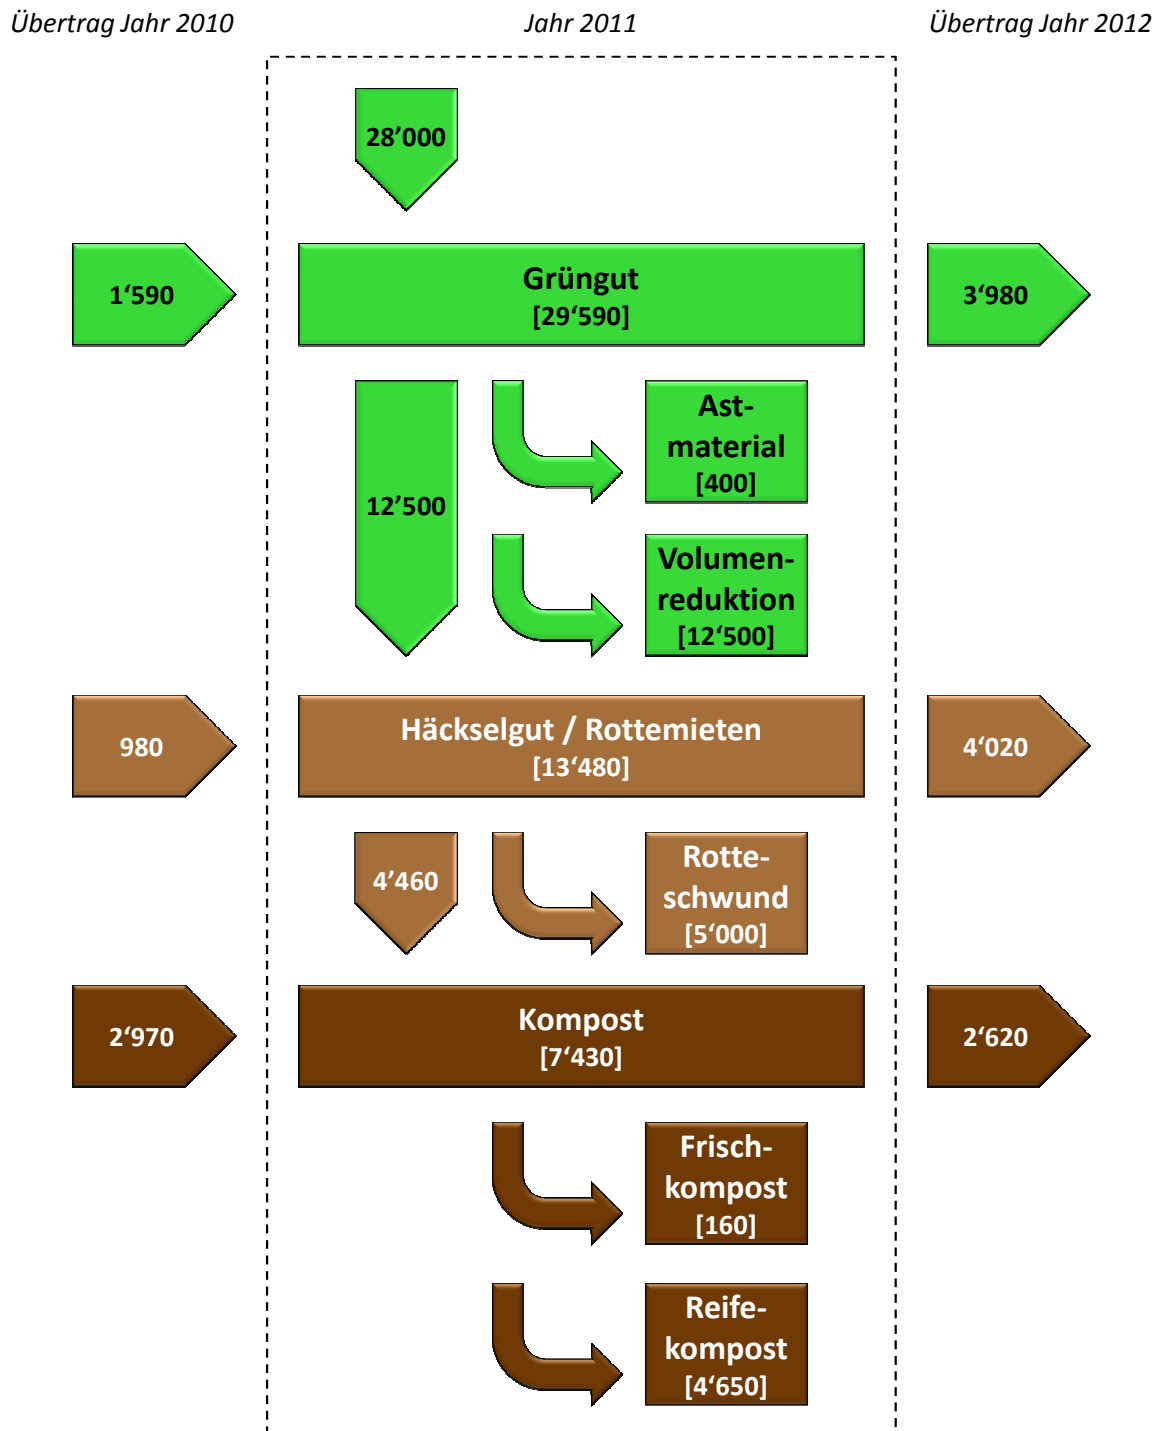 Übertrag Jahr 2010
Jahr 2011
Übertrag Jahr 2012
28’000
1‘590
Grüngut
[29‘590]
3‘980
12’500
Ast-
material
[400]
Volumen-
reduktion
[12‘500]
980
Häckselgut / Rottemieten
[13‘480]
4‘020
4’460
Rotte-
schwund
[5‘000]
2‘970
Kompost
[7‘430]
2‘620
Frisch-
kompost
[160]
Reife-
kompost
[4‘650]